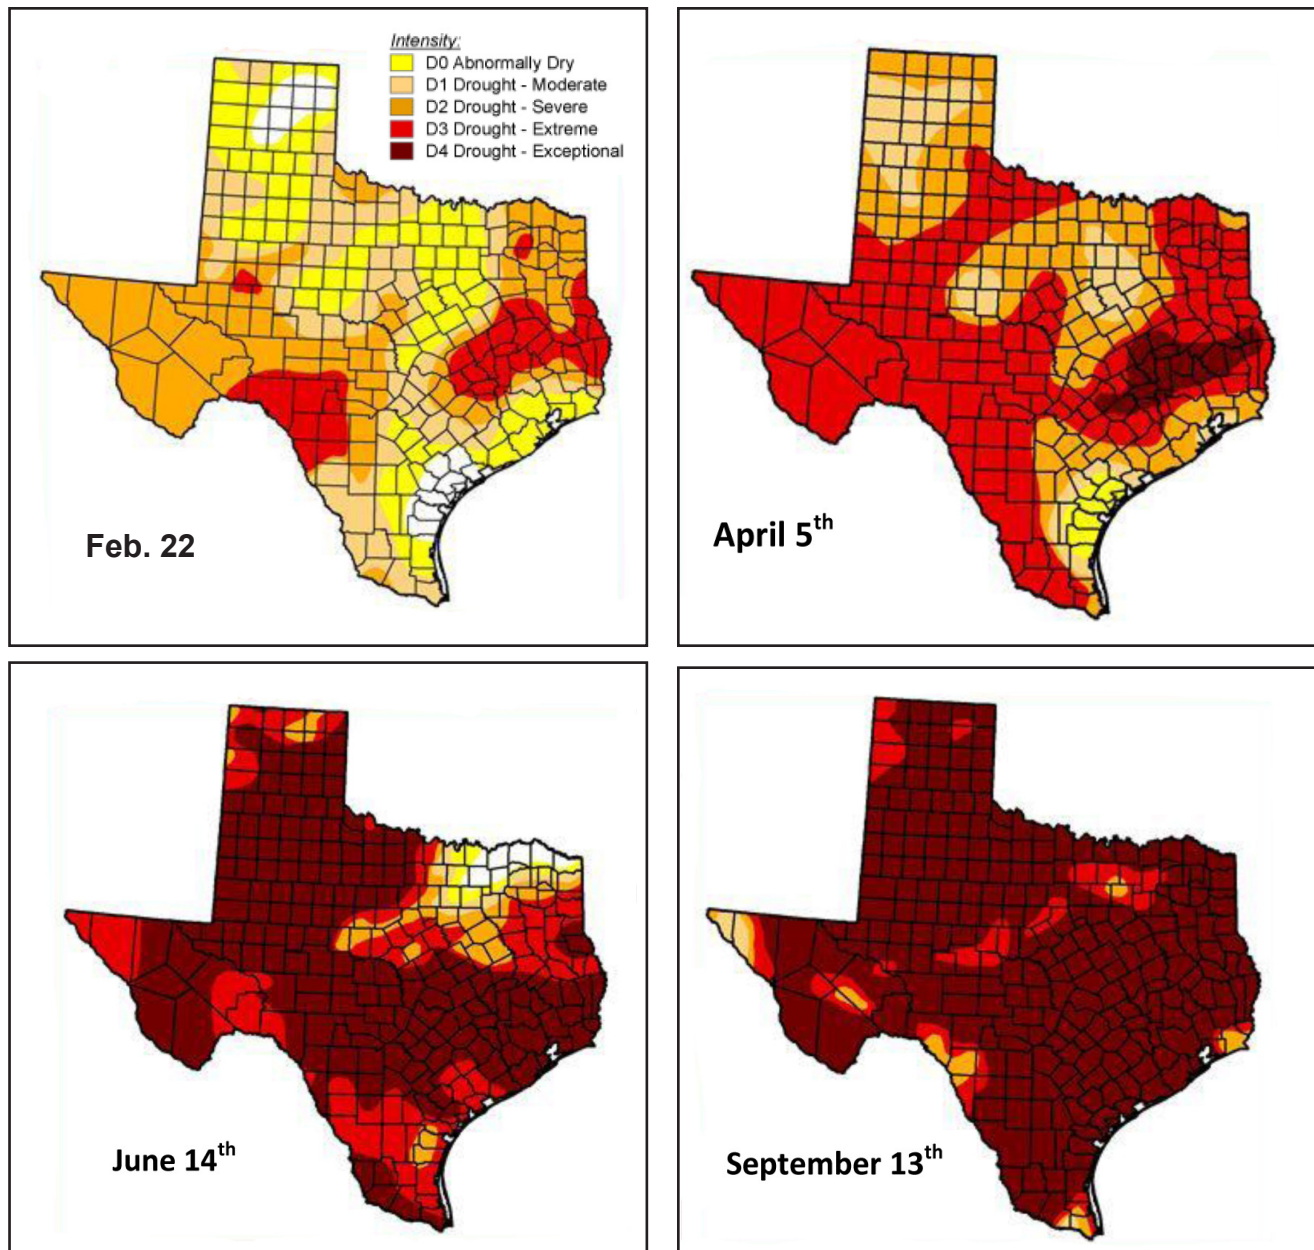 Intensity:
D0 Abnormally Dry
D1 Drought - Moderate
D2 Drought - Severe
D3 Drought - Extreme
D4 Drought - Exceptional
Feb. 22
April 5th
June 14th
September 13th